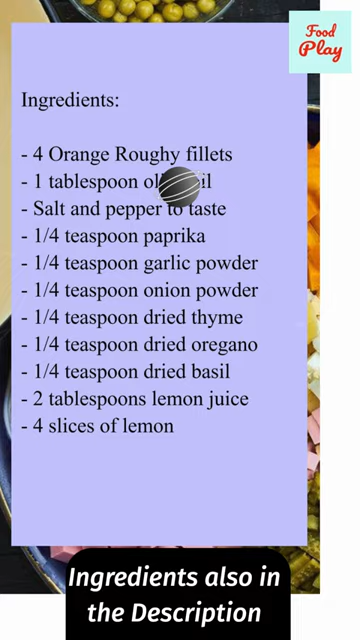 Food
Play
Ingredients:
- 4 Orange Roughy fillets
- 1 tablespoon
- Salt and pepper to taste
- 1/4 teaspoon paprika
- 1/4 teaspoon garlic powder
- 1/4 teaspoon onion powder
- 1/4 teaspoon dried thyme
- 1/4 teaspoon dried oregano
- 1/4 teaspoon dried basil
- 2 tablespoons lemon juice
- 4 slices of lemon
Ingredients also in
the Description